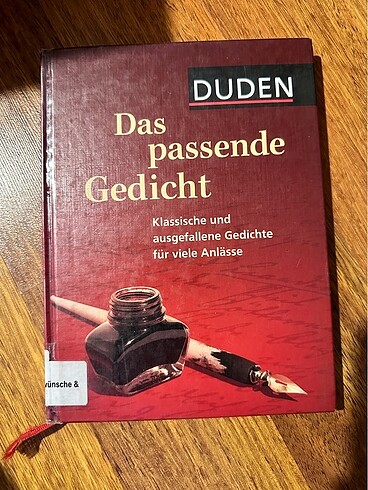 DUDEN
Das
passende
Gedicht
Klassische und
ausgefallene Gedichte
für viele Anlässe
wünsche &